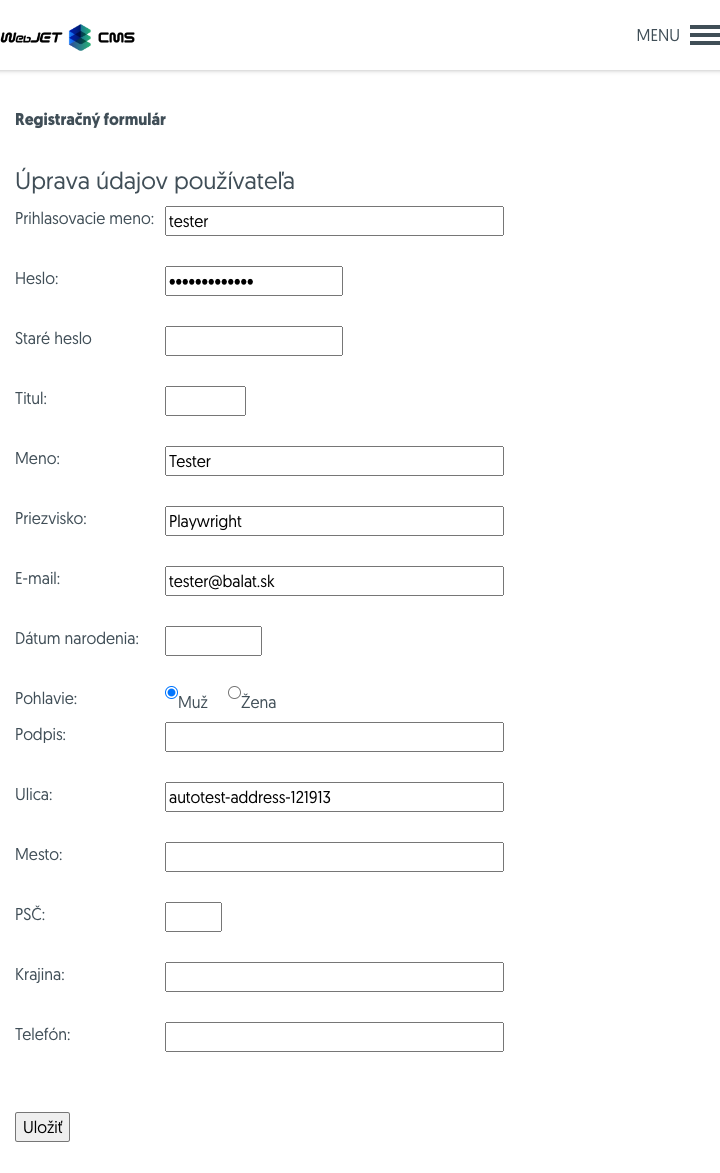 WebJET CMS MENU
Registračný formulár
Úprava údajov používateľa
Prihlasovacie meno: tester
Heslo: •••••••••••••
Staré heslo
Titul:
Meno: Tester
Priezvisko: Playwright
E-mail: tester@balat.sk
Dátum narodenia:
Pohlavie: Muž Žena
Podpis:
Ulica: autotest-address-121913
Mesto:
PSČ:
Krajina:
Telefón:
Uložiť